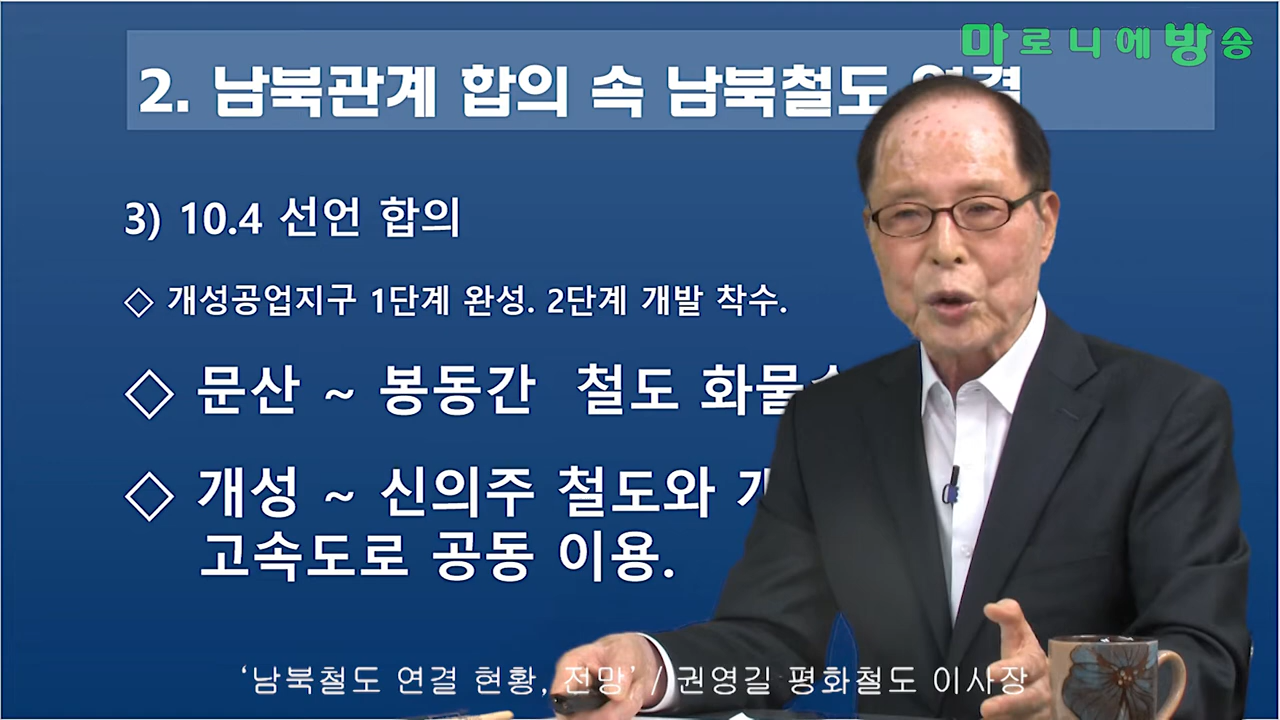 마로니에방송
2. 남북관계 합의 속 남북철도
3) 10.4 선언 합의
◇ 개성공업지구 1단계 완성. 2단계 개발 착수.
◇ 문산 ~ 봉동간 철도
◇ 개성 ~ 신의주 철도와
고속도로 공동 이용.
‘남북철도 연결 현황, 전망’ / 권영길 평화철도 이사장